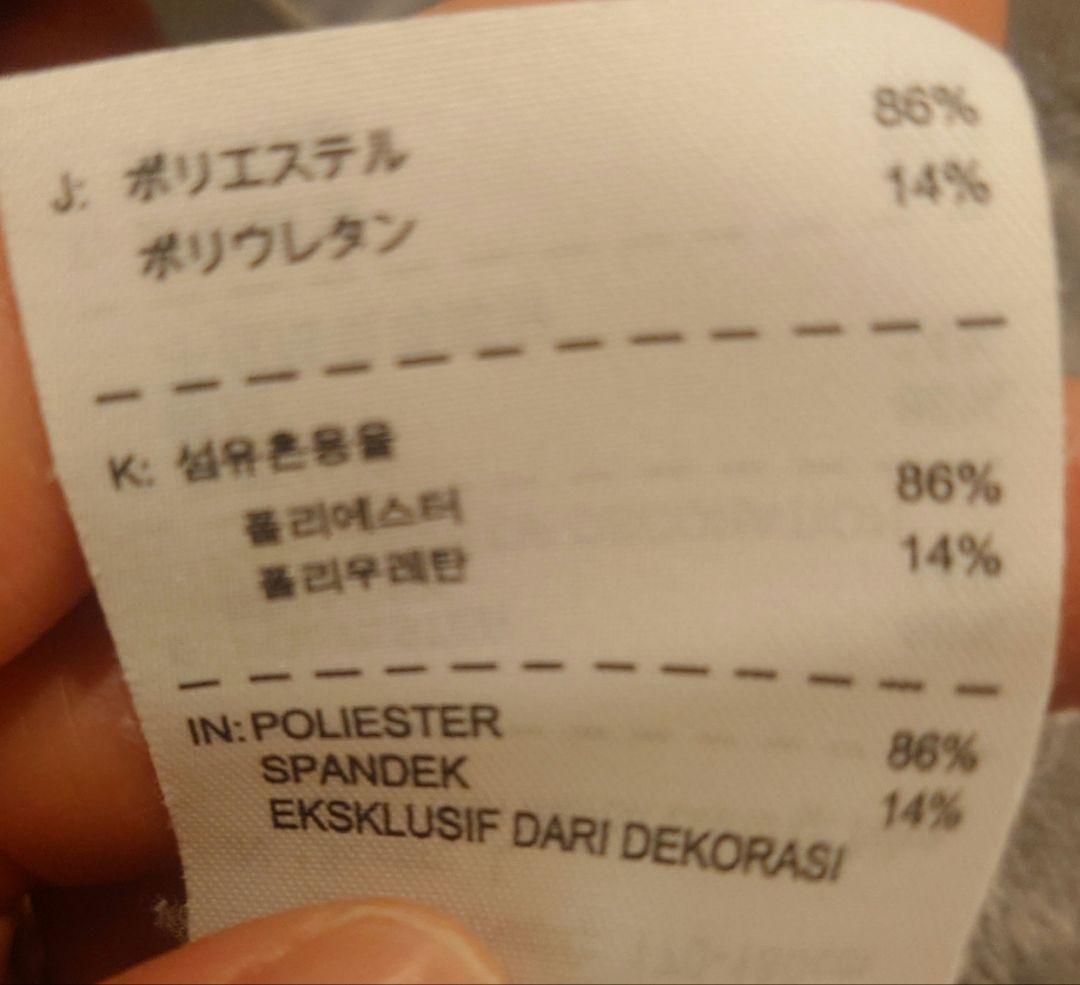 J: ポリエステル 86%
ポリウレタン 14%
K: 섬유혼용율
폴리에스터 86%
폴리우레탄 14%
IN: POLIESTER 86%
SPANDEK 14%
EKSKLUSIF DARI DEKORASI